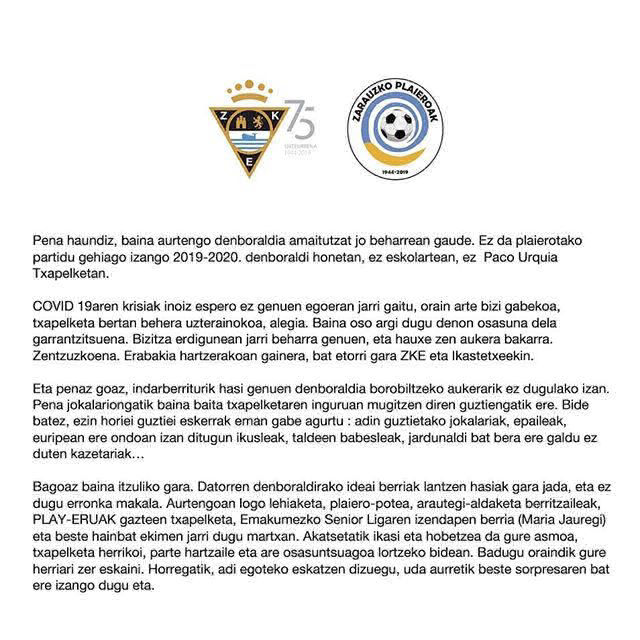 Z K E
75
URTEURRENA
1944-2019
ZARAUZKO PLAIEROAK
1944-2019
Pena haundiz, baina aurtengo denboraldia amaitutzat jo beharrean gaude. Ez da plaierotako
partidu gehiago izango 2019-2020. denboraldi honetan, ez eskolartean, ez  Paco Urquia
Txapelketan.
COVID 19aren krisiak inoiz espero ez genuen egoeran jarri gaitu, orain arte bizi gabekoa,
txapelketa bertan behera uzterainokoa, alegia. Baina oso argi dugu denon osasuna dela
garrantzitsuena. Bizitza erdigunean jarri beharra genuen, eta hauxe zen aukera bakarra.
Zentzuzkoena. Erabakia hartzerakoan gainera, bat etorri gara ZKE eta Ikastetxeekin.
Eta penaz goaz, indarberriturik hasi genuen denboraldia borobiltzeko aukerarik ez dugulako izan.
Pena jokalariongatik baina baita txapelketaren inguruan mugitzen diren guztiengatik ere. Bide
batez, ezin horiei guztiei eskerrak eman gabe agurtu : adin guztietako jokalariak, epaileak,
euripean ere ondoan izan ditugun ikusleak, taldeen babesleak, jardunaldi bat bera ere galdu ez
duten kazetariak…
Bagoaz baina itzuliko gara. Datorren denboraldirako ideai berriak lantzen hasiak gara jada, eta ez
dugu erronka makala. Aurtengoan logo lehiaketa, plaiero-potea, arautegi-aldaketa berritzaileak,
PLAY-ERUAK gazteen txapelketa, Emakumezko Senior Ligaren izendapen berria (Maria Jauregi)
eta beste hainbat ekimen jarri dugu martxan. Akatsetatik ikasi eta hobetzea da gure asmoa,
txapelketa herrikoi, parte hartzaile eta are osasuntsuagoa lortzeko bidean. Badugu oraindik gure
herriari zer eskaini. Horregatik, adi egoteko eskatzen dizuegu, uda aurretik beste sorpresaren bat
ere izango dugu eta.